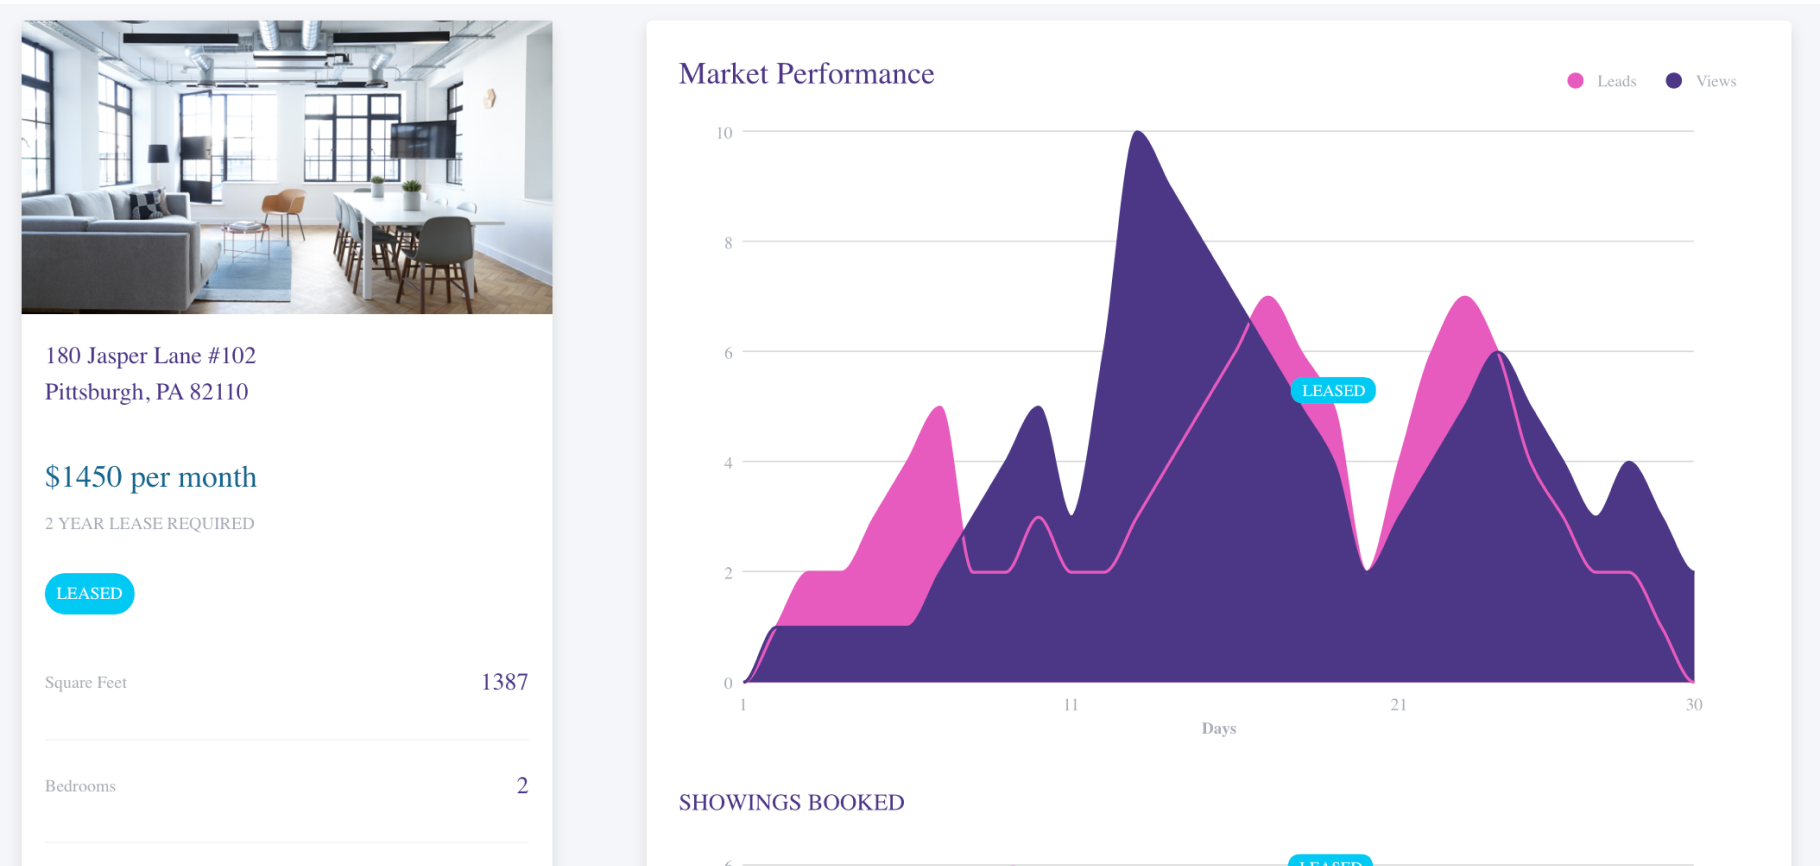 180 Jasper Lane #102
Pittsburgh, PA 82110
$1450 per month
2 YEAR LEASE REQUIRED
LEASED
Square Feet 1387
Bedrooms 2
Market Performance
Leads Views
10
8
6
LEASED
4
2
0
1 11 21 30
Days
SHOWINGS BOOKED
6
LEASED